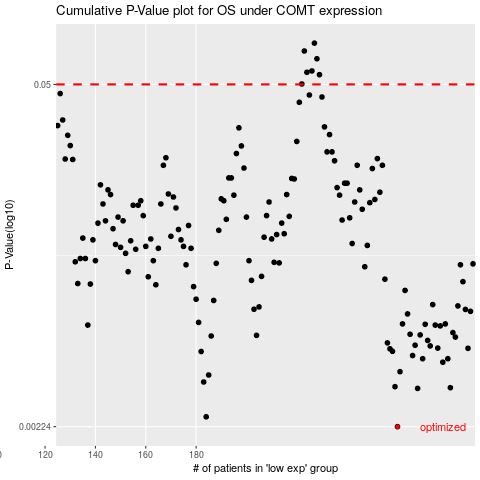 Cumulative P-Value plot for OS under COMT expression
0.05
P-Value(log10)
0.00224
optimized
0 120 140 160 180
# of patients in 'low exp' group